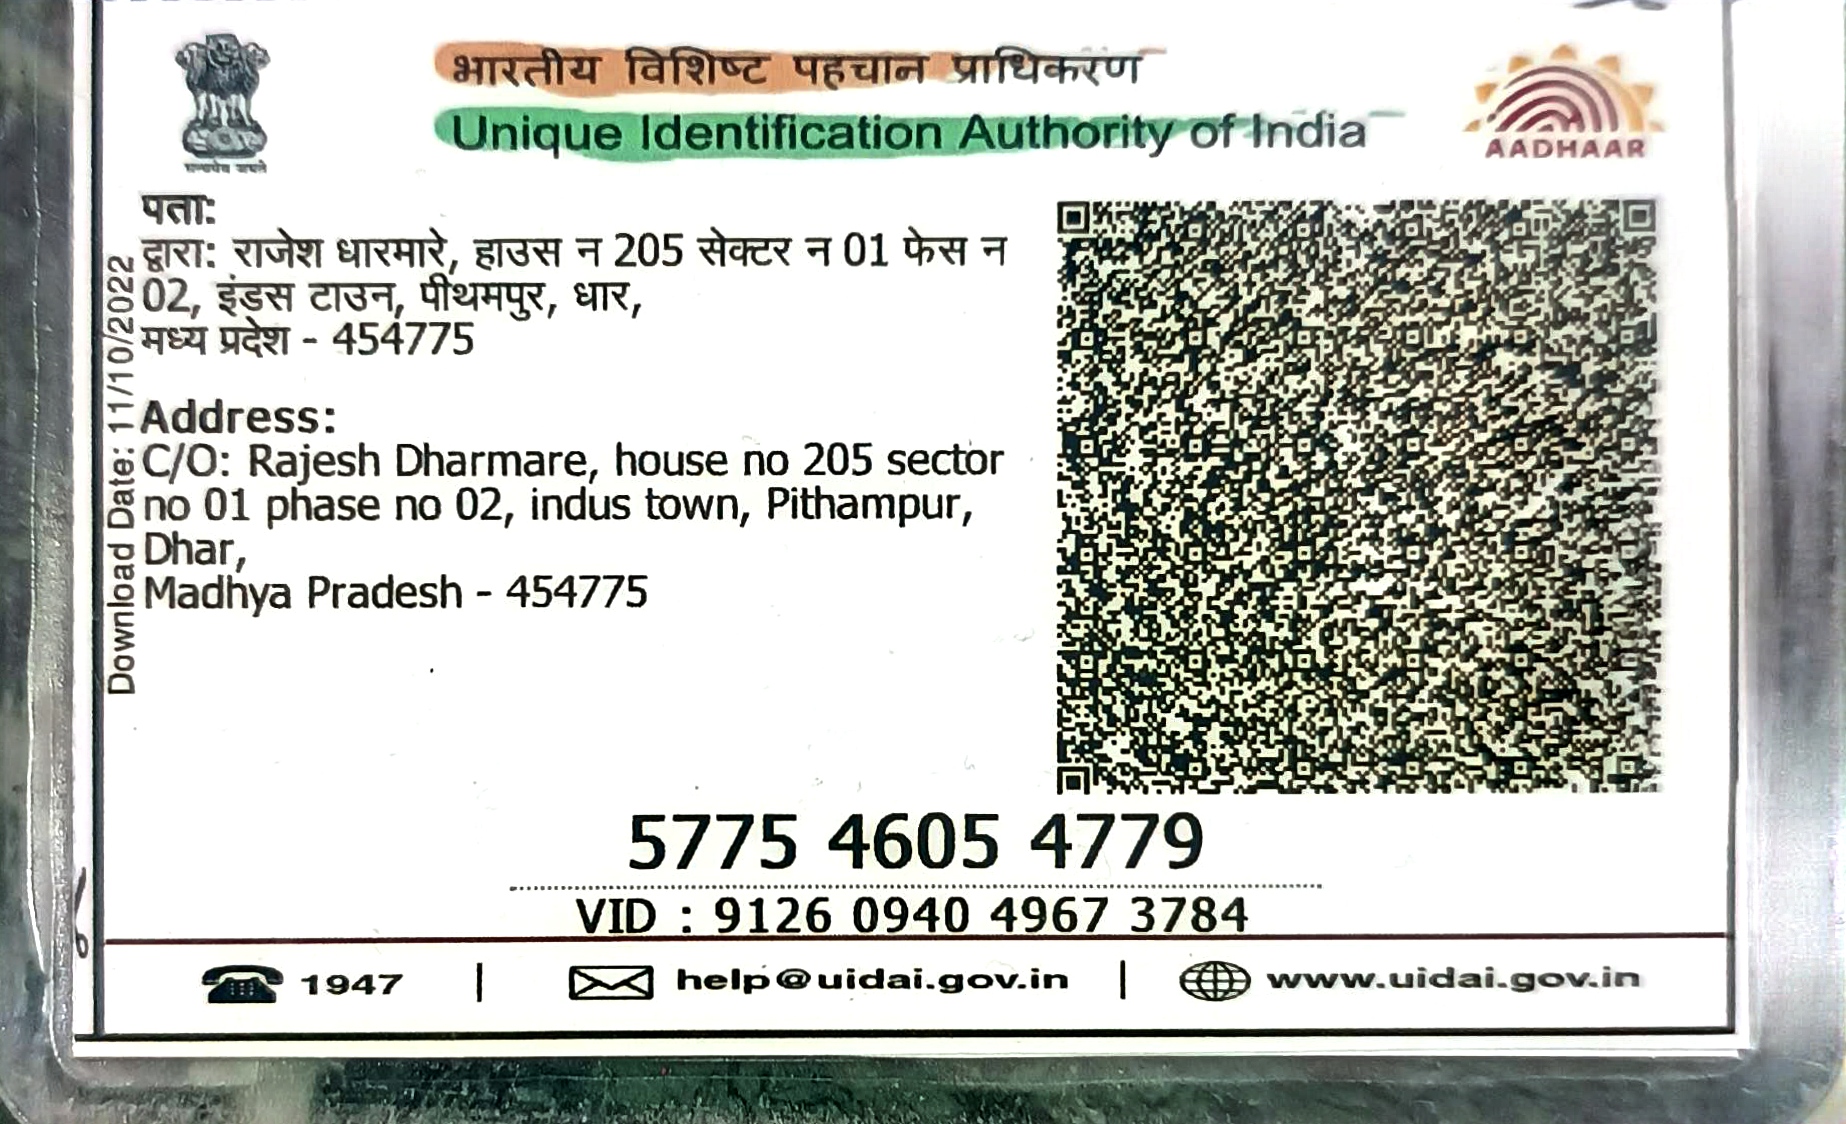 भारतीय विशिष्ट पहचान प्राधिकरण
Unique Identification Authority of India
AADHAAR
पता:
द्वारा: राजेश धारमारे, हाउस न 205 सेक्टर न 01 फेस न
02, इंडस टाउन, पीथमपुर, धार,
मध्य प्रदेश - 454775
Address:
C/O: Rajesh Dharmare, house no 205 sector
no 01 phase no 02, indus town, Pithampur,
Dhar,
Madhya Pradesh - 454775
Download Date: 11/10/2022
5775 4605 4779
VID : 9126 0940 4967 3784
1947 | help@uidai.gov.in | www.uidai.gov.in